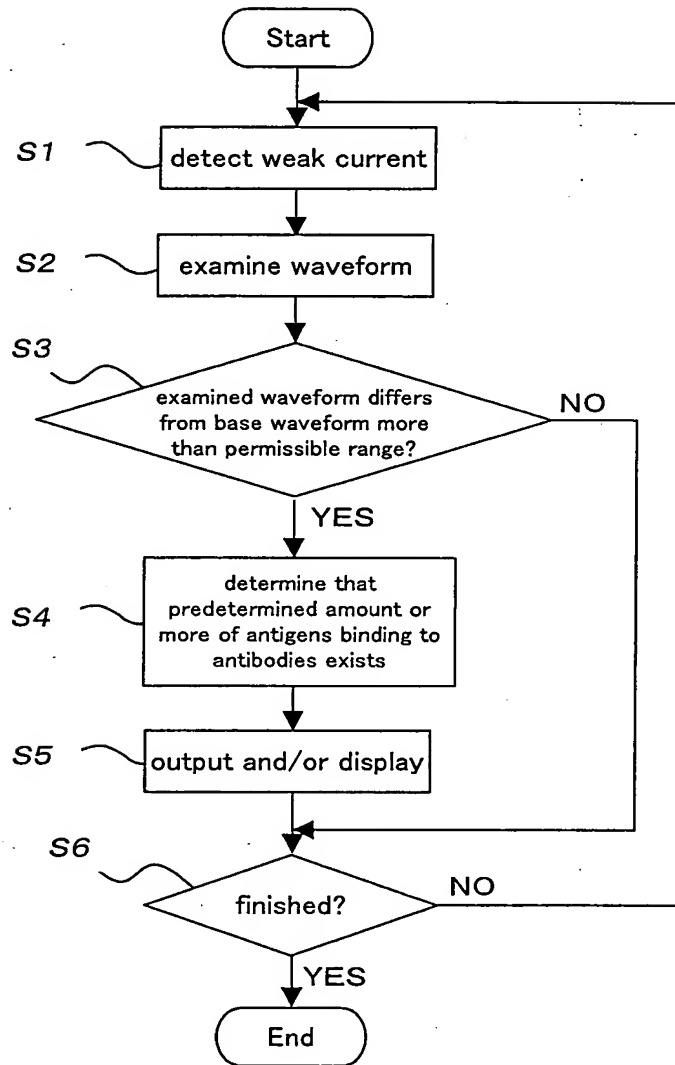 Start
S1
detect weak current
S2
examine waveform
S3
examined waveform differs
from base waveform more
than permissible range?
NO
YES
S4
determine that
predetermined amount or
more of antigens binding to
antibodies exists
S5
output and/or display
S6
finished?
NO
YES
End